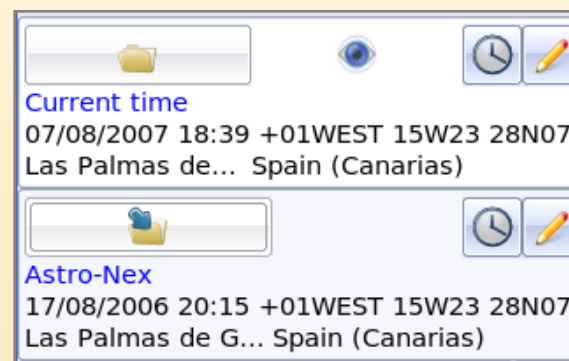 Current time
07/08/2007 18:39 +01WEST 15W23 28N07
Las Palmas de... Spain (Canarias)
Astro-Nex
17/08/2006 20:15 +01WEST 15W23 28N07
Las Palmas de G... Spain (Canarias)